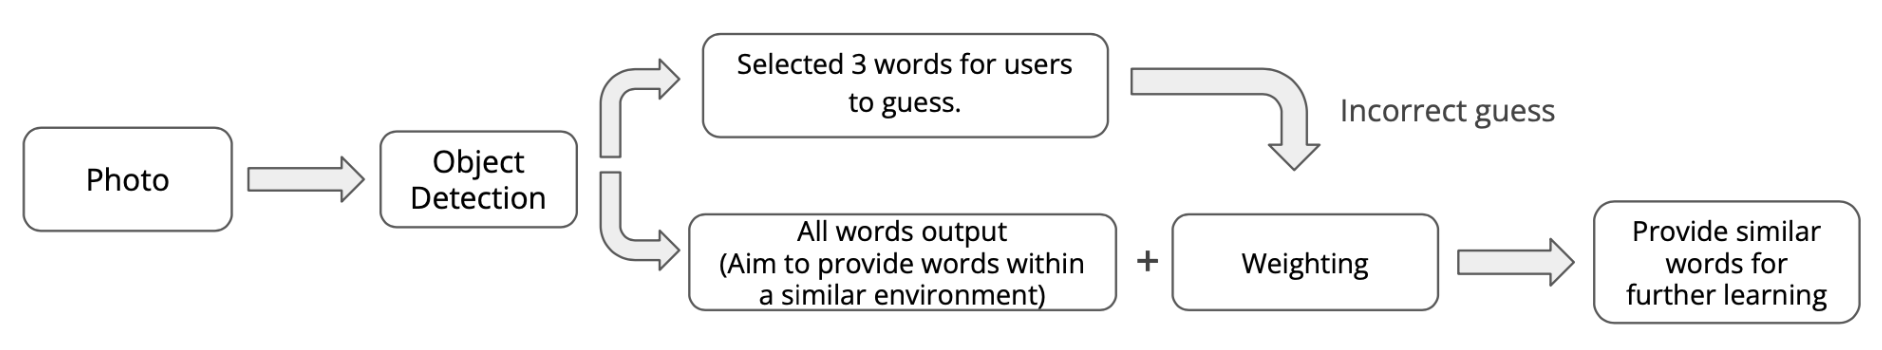 Photo
Object
Detection
Selected 3 words for users
to guess.
Incorrect guess
All words output
(Aim to provide words within
a similar environment)
+
Weighting
Provide similar
words for
further learning